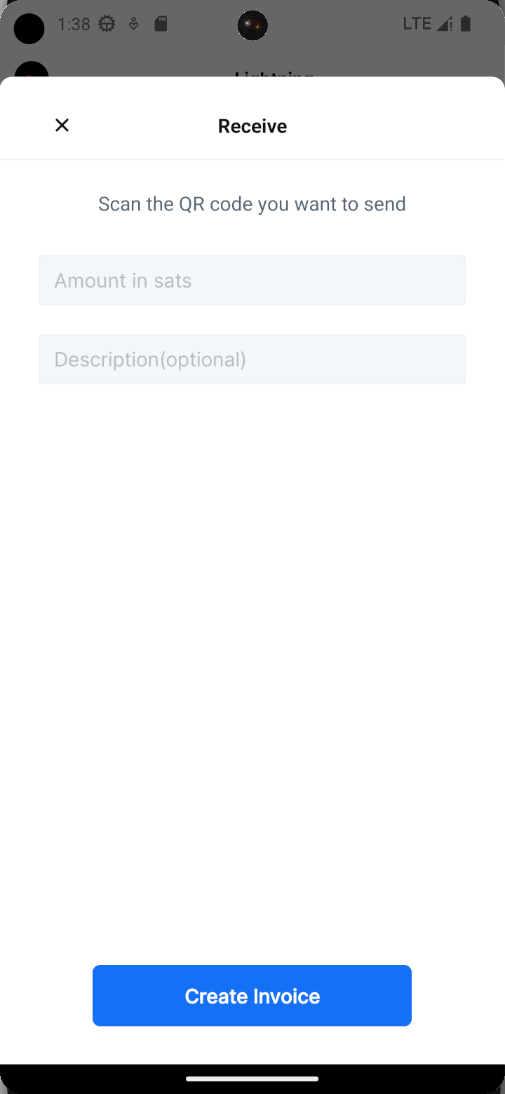 1:38
LTE
Lightning
Receive
Scan the QR code you want to send
Amount in sats
Description(optional)
Create Invoice